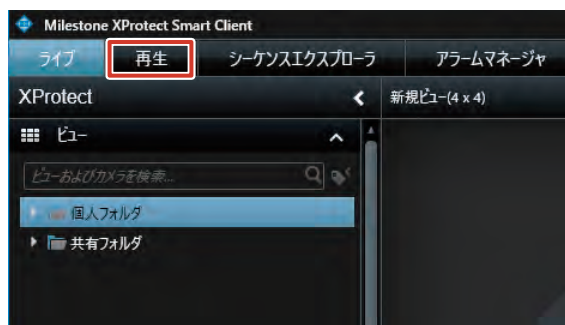 Milestone XProtect Smart Client
ライブ 再生 シーケンスエクスプローラ アラームマネージャ
XProtect 新規ビュー(4 x 4)
ビュー
ビューおよびカメラを検索...
個人フォルダ
共有フォルダ